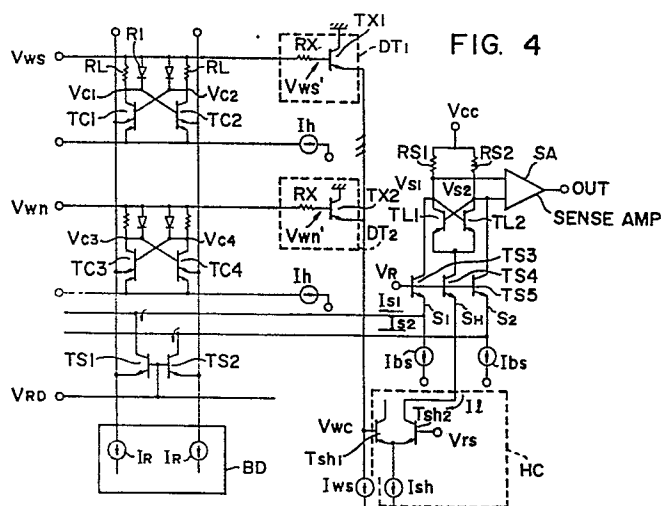 FIG. 4
TX1
RX
DT1
Vws'
Vws
R1
RL
RL
Vc1
Vc2
TC1
TC2
Ih
Vcc
RS1
RS2
SA
Vs1
Vs2
OUT
TL1
TL2
SENSE AMP
Vwn
RX
TX2
Vwn'
DT2
Vc3
Vc4
TC3
TC4
Ih
VR
TS3
TS4
TS5
Is1
Is2
S1
SH
S2
Ibs
Ibs
TS1
TS2
VRD
IR
IR
BD
Vwc
Tsh1
Tsh2
Il
Vrs
HC
Iws
Ish